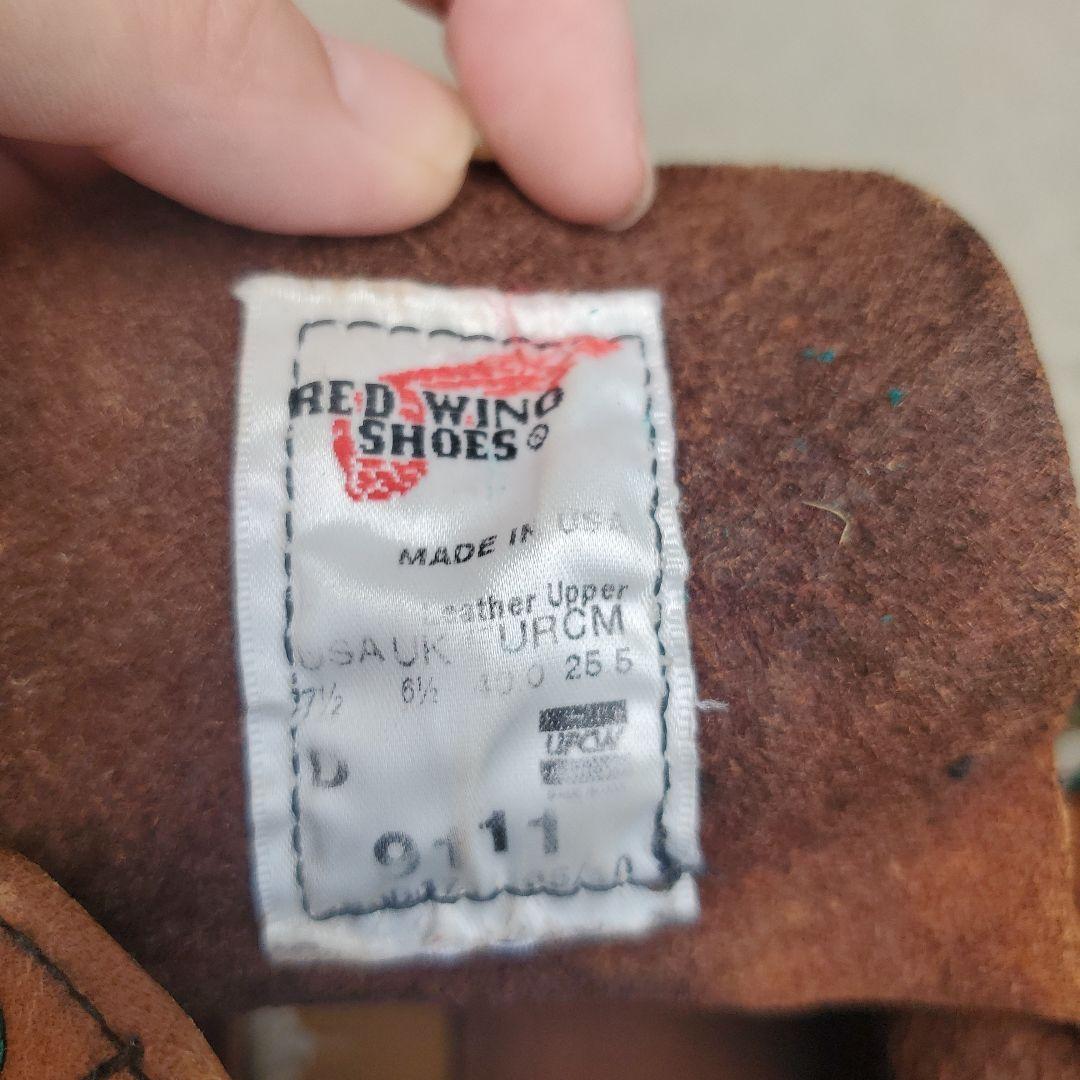 RED WING
SHOES®
MADE IN USA
Leather Upper
USA UK EUR CM
7½ 6½ 40.0 25.5
D
UFCW
9111